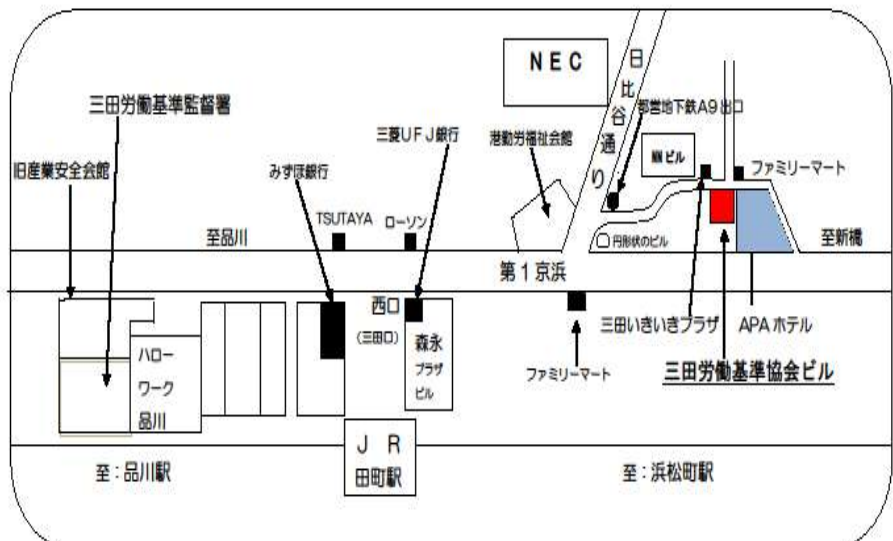 NEC
日比谷通り
三田労働基準監督署
都営地下鉄A9出口
三菱UFJ銀行
港勤労福祉会館
NNビル
旧産業安全会館
みずほ銀行
ファミリーマート
TSUTAYA
ローソン
至品川
円形状のビル
至新橋
第1京浜
西口
(三田口)
三田いきいきプラザ
APAホテル
森永
プラザ
ビル
ハロー
ワーク
品川
ファミリーマート
三田労働基準協会ビル
JR
田町駅
至:品川駅
至:浜松町駅